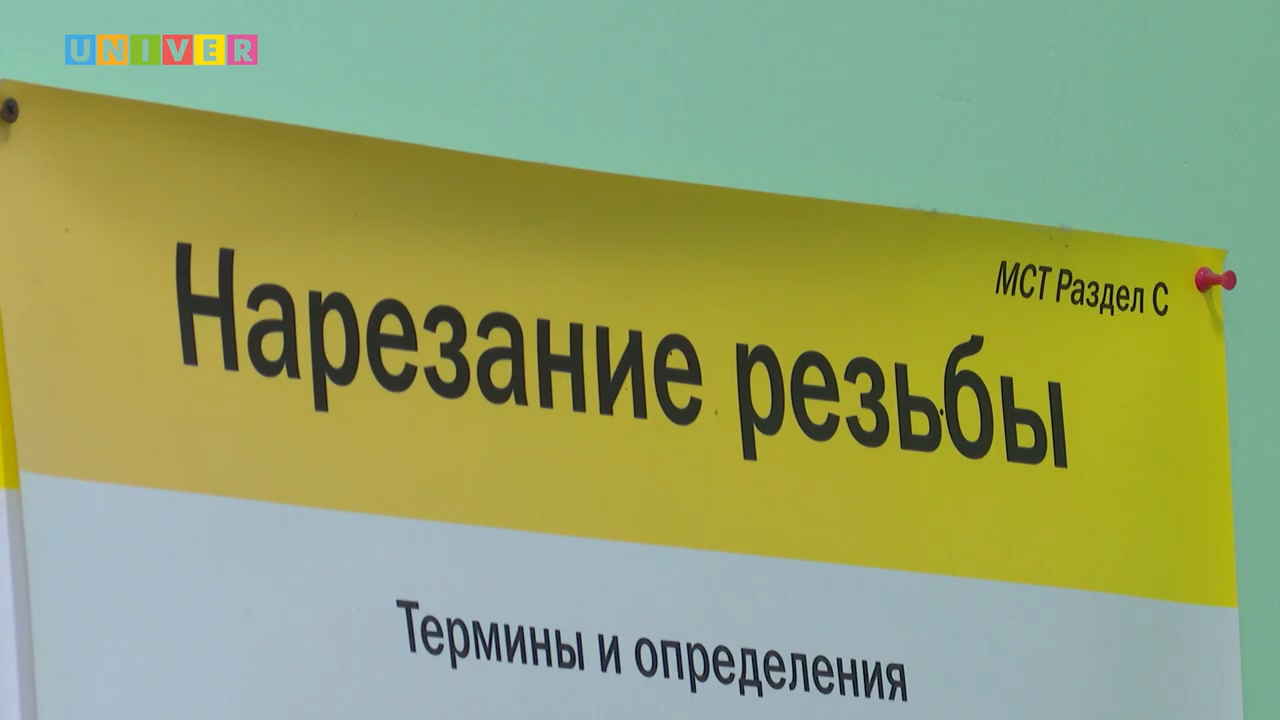 UNIVER
МСТ Раздел С
Нарезание резьбы
Термины и определения